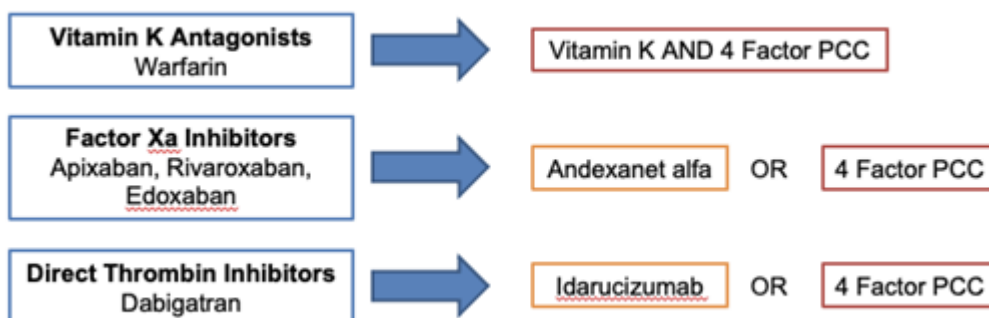 Vitamin K Antagonists
Warfarin
Vitamin K AND 4 Factor PCC
Factor Xa Inhibitors
Apixaban, Rivaroxaban,
Edoxaban
Andexanet alfa OR 4 Factor PCC
Direct Thrombin Inhibitors
Dabigatran
Idarucizumab OR 4 Factor PCC